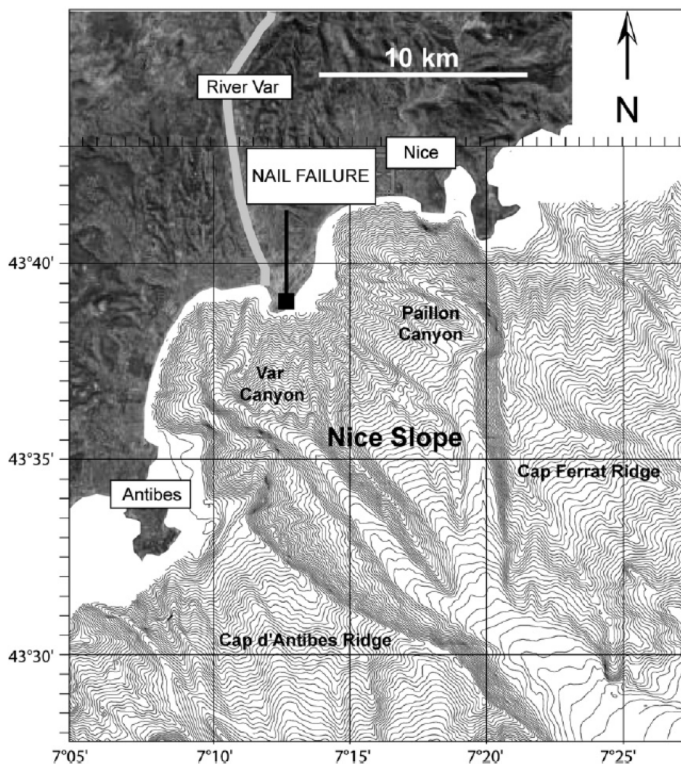 10 km
River Var
N
Nice
NAIL FAILURE
43°40'
Paillon
Canyon
Var
Canyon
Nice Slope
43°35'
Cap Ferrat Ridge
Antibes
Cap d'Antibes Ridge
43°30'
7°05'
7°10'
7°15'
7°20'
7°25'